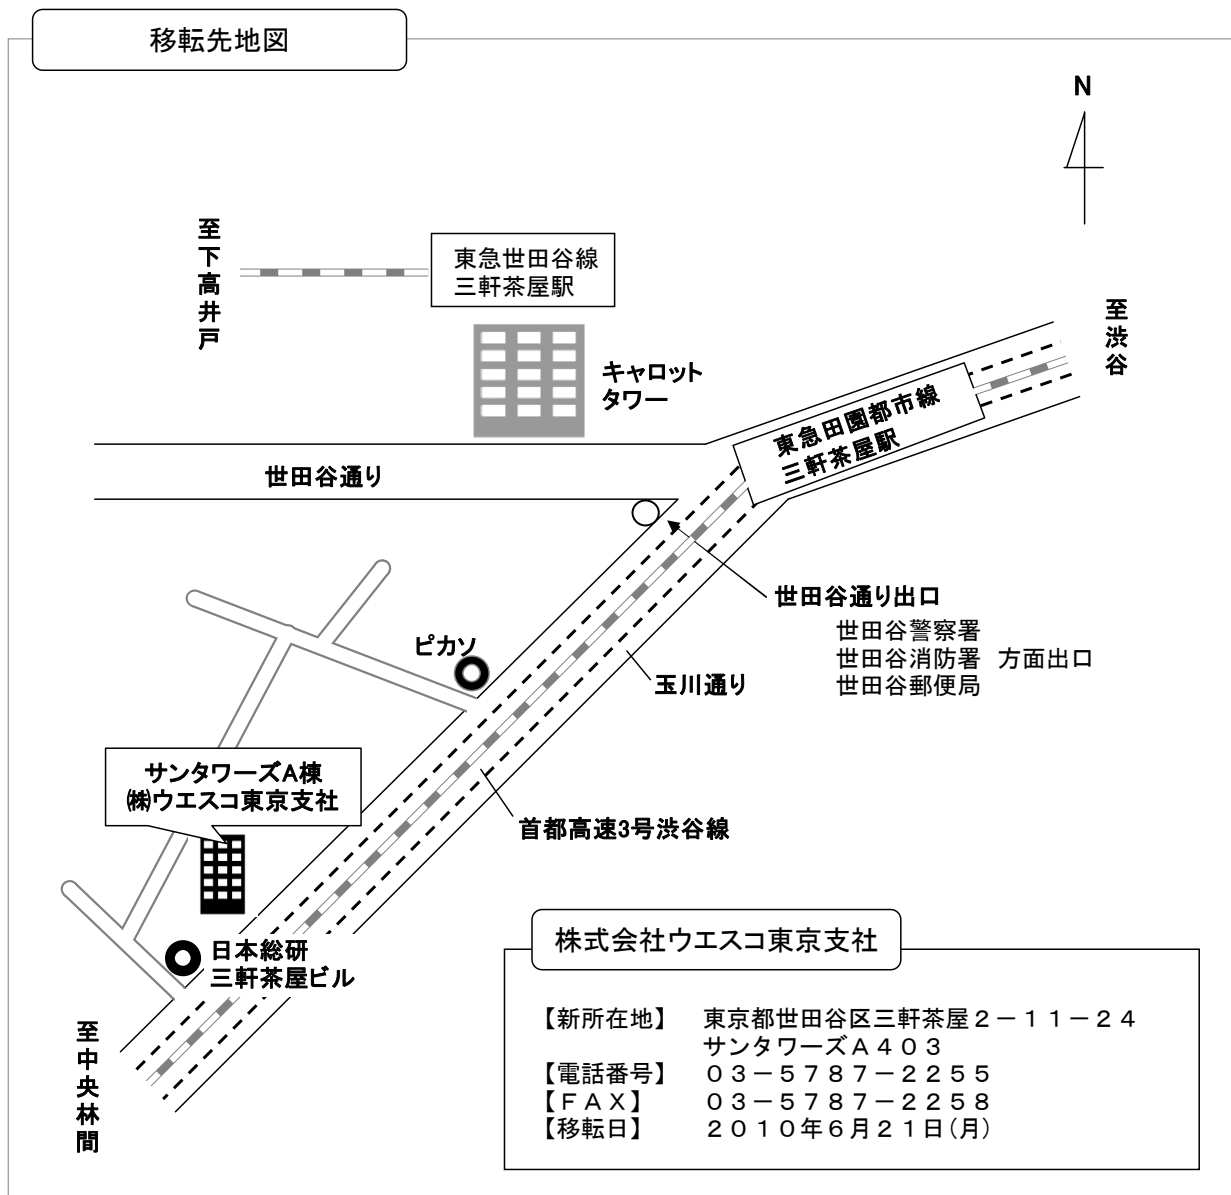 移転先地図
N
至下高井戸
東急世田谷線
三軒茶屋駅
至渋谷
キャロット
タワー
東急田園都市線
三軒茶屋駅
世田谷通り
世田谷通り出口
世田谷警察署
世田谷消防署　方面出口
世田谷郵便局
ピカソ
玉川通り
サンタワーズA棟
㈱ウエスコ東京支社
首都高速3号渋谷線
日本総研
三軒茶屋ビル
至中央林間
株式会社ウエスコ東京支社
【新所在地】　東京都世田谷区三軒茶屋２－１１－２４
サンタワーズＡ４０３
【電話番号】　０３－５７８７－２２５５
【ＦＡＸ】　０３－５７８７－２２５８
【移転日】　２０１０年６月２１日(月)